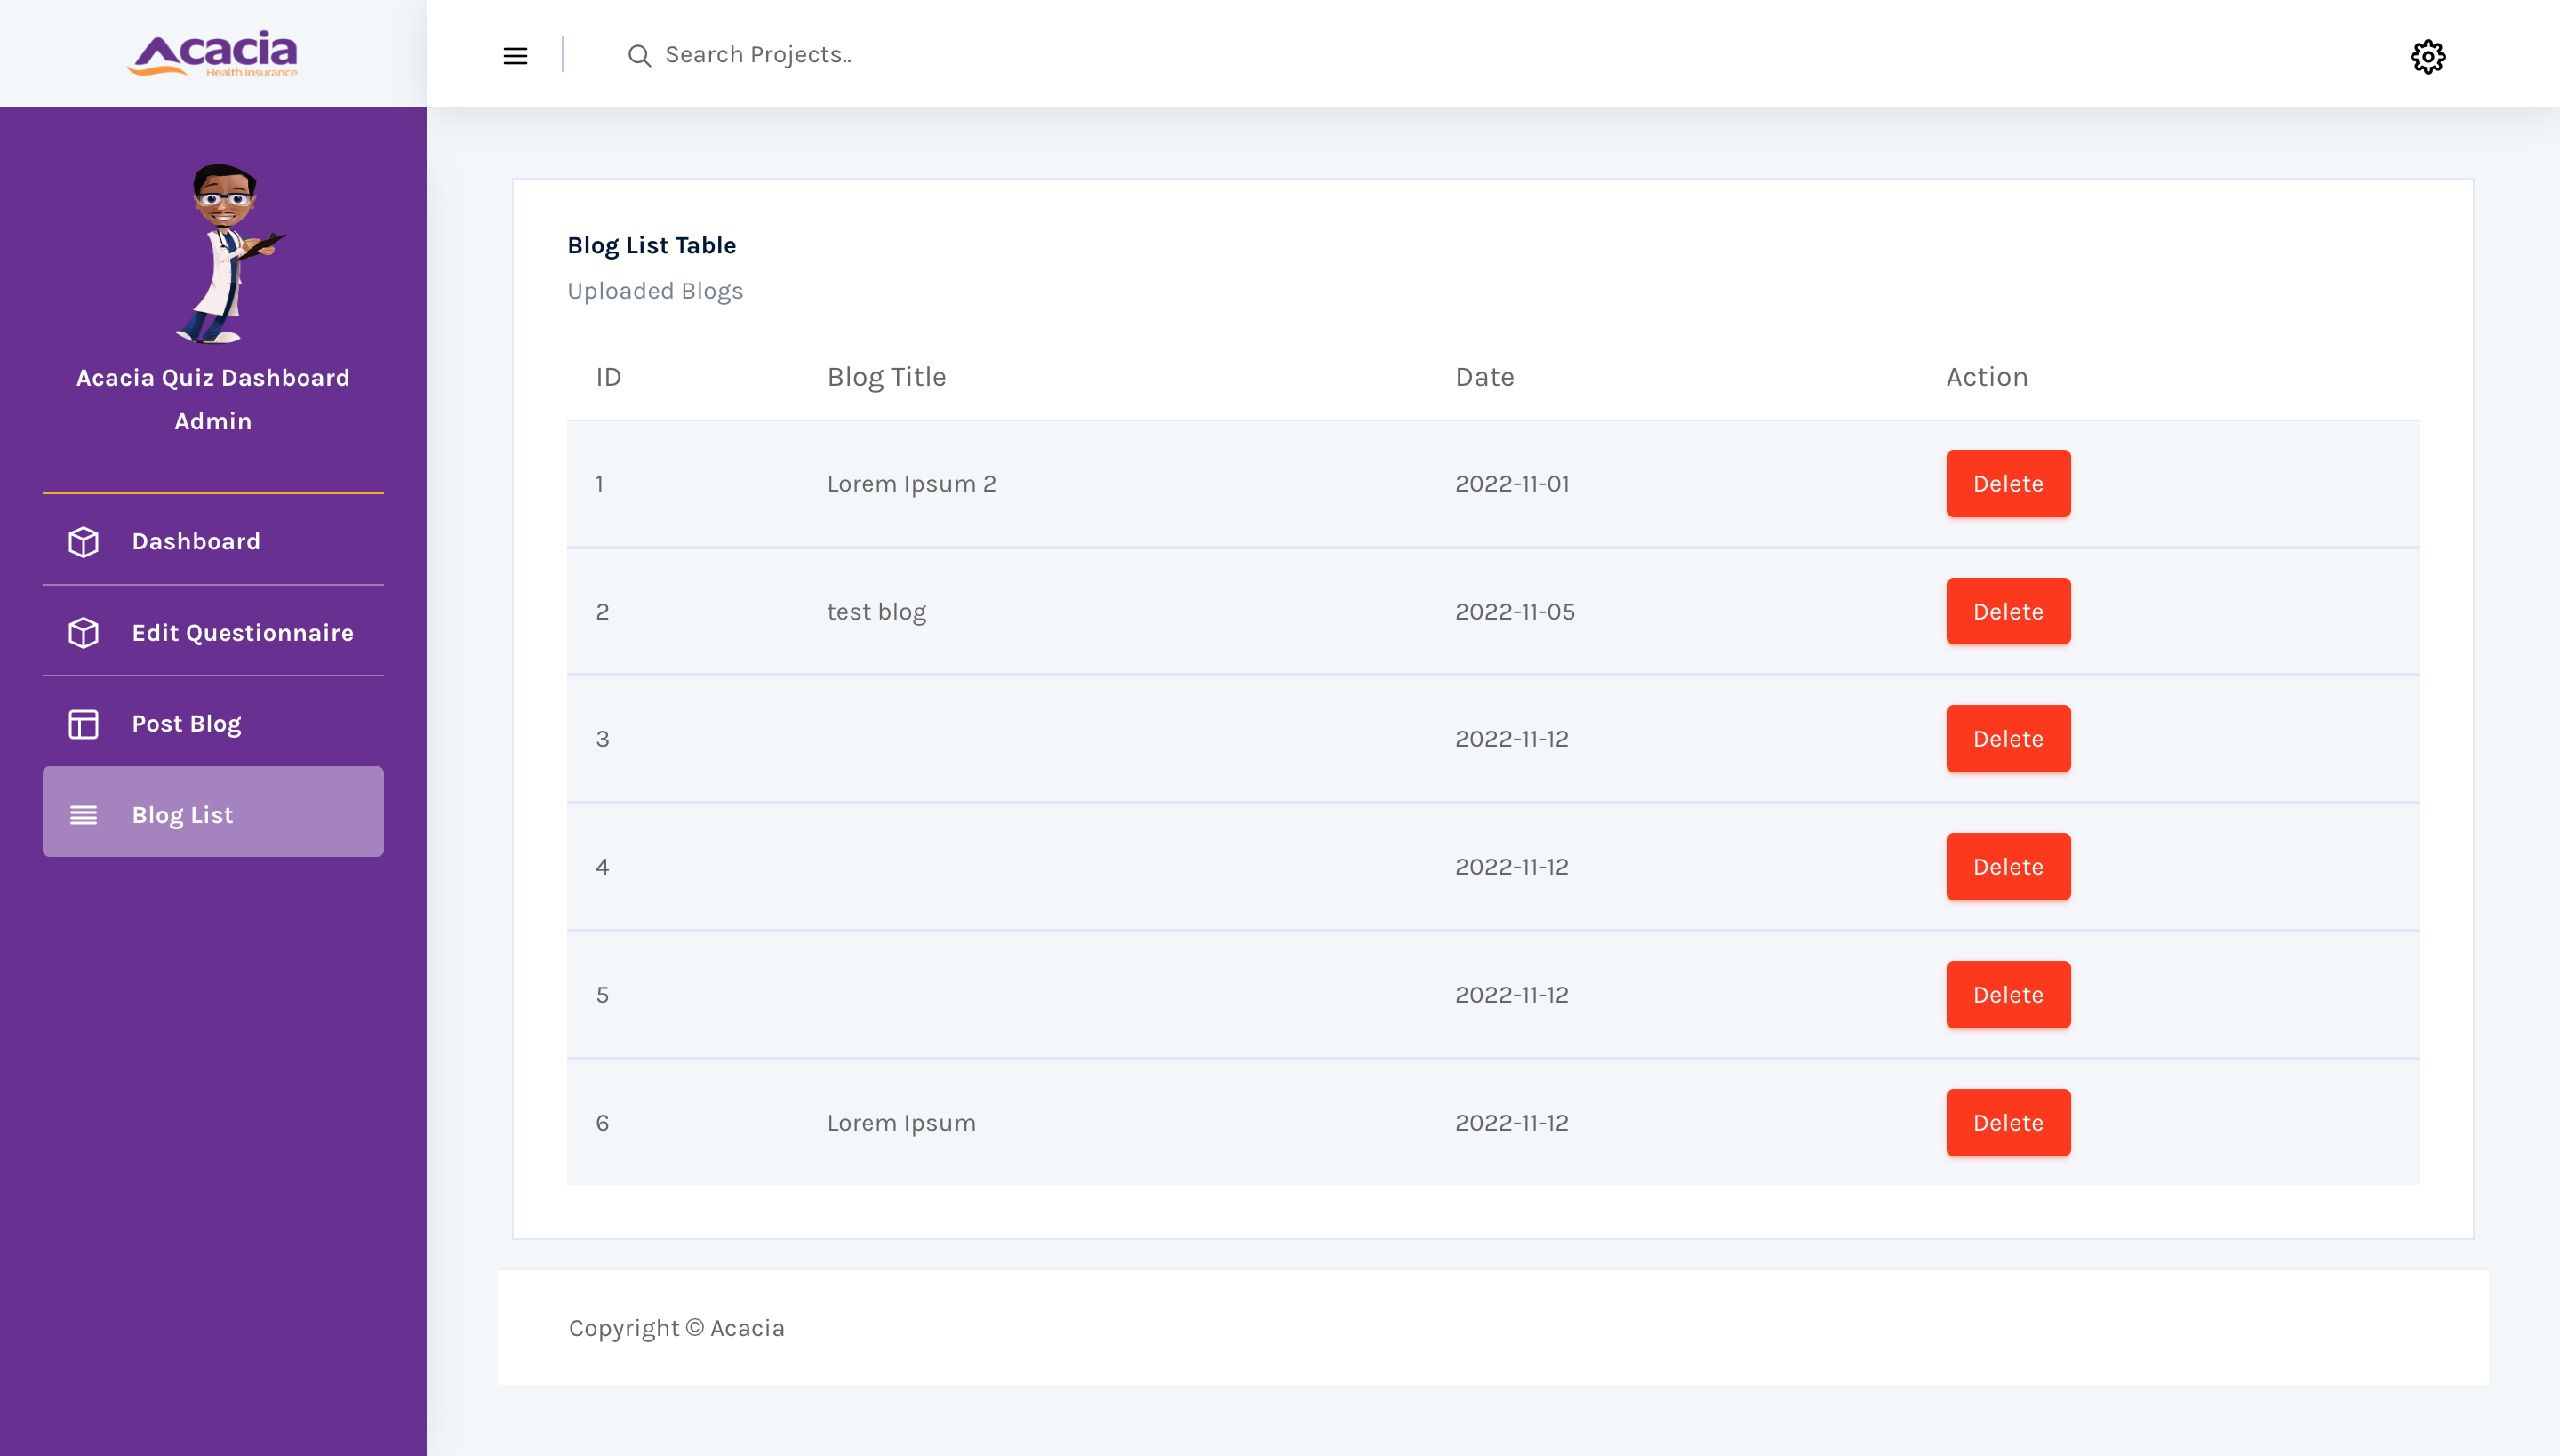 Acacia
Health Insurance
Search Projects..
Acacia Quiz Dashboard
Admin
Dashboard
Edit Questionnaire
Post Blog
Blog List
Blog List Table
Uploaded Blogs
ID Blog Title Date Action
1 Lorem Ipsum 2 2022-11-01 Delete
2 test blog 2022-11-05 Delete
3 2022-11-12 Delete
4 2022-11-12 Delete
5 2022-11-12 Delete
6 Lorem Ipsum 2022-11-12 Delete
Copyright © Acacia